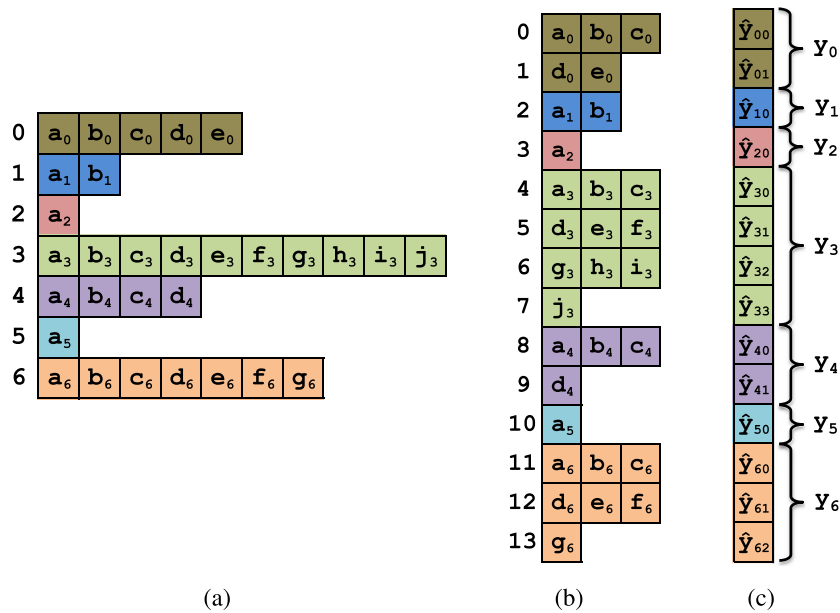 0 a₀ b₀ c₀ d₀ e₀
1 a₁ b₁
2 a₂
3 a₃ b₃ c₃ d₃ e₃ f₃ g₃ h₃ i₃ j₃
4 a₄ b₄ c₄ d₄
5 a₅
6 a₆ b₆ c₆ d₆ e₆ f₆ g₆
(a)
0 a₀ b₀ c₀
1 d₀ e₀
2 a₁ b₁
3 a₂
4 a₃ b₃ c₃
5 d₃ e₃ f₃
6 g₃ h₃ i₃
7 j₃
8 a₄ b₄ c₄
9 d₄
10 a₅
11 a₆ b₆ c₆
12 d₆ e₆ f₆
13 g₆
(b)
ŷ₀₀
ŷ₀₁
y₀
ŷ₁₀ y₁
ŷ₂₀ y₂
ŷ₃₀
ŷ₃₁
ŷ₃₂
ŷ₃₃
y₃
ŷ₄₀
ŷ₄₁
y₄
ŷ₅₀ y₅
ŷ₆₀
ŷ₆₁
ŷ₆₂
y₆
(c)